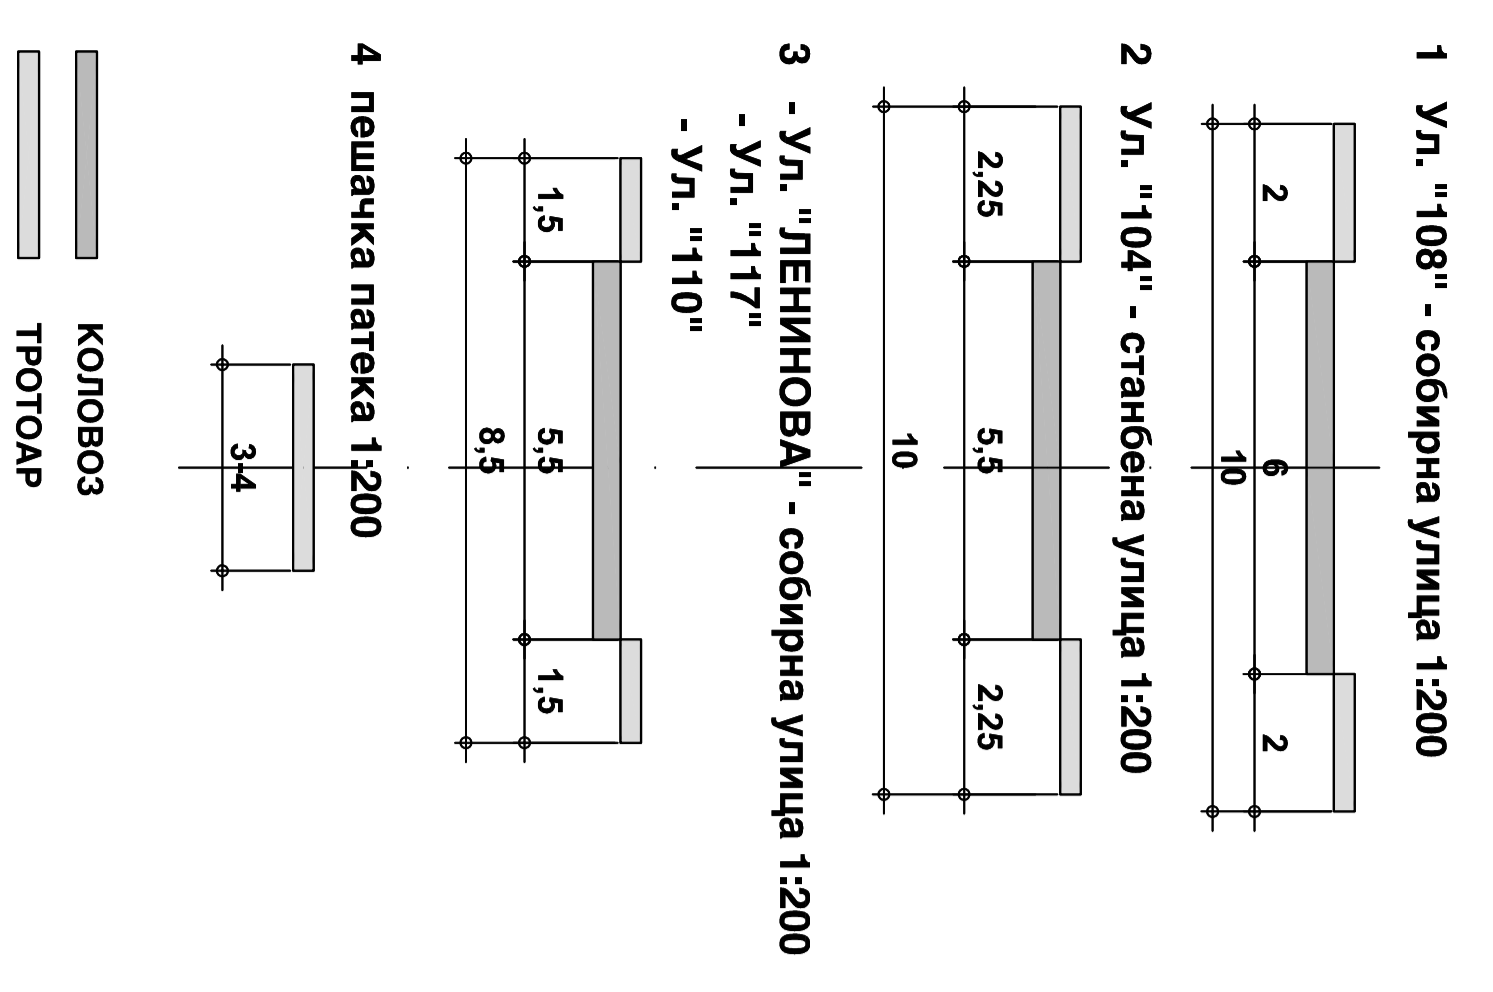 1 Ул. "108" - собирна улица 1:200
2 2
6
10
2 Ул. "104" - станбена улица 1:200
2,25 5,5 2,25
10
3 - Ул. "ЛЕНИНОВА" - собирна улица 1:200
- Ул. "117"
- Ул. "110"
1,5 5,5 1,5
8,5
4 пешачка патека 1:200
3-4
КОЛОВОЗ
ТРОТОАР